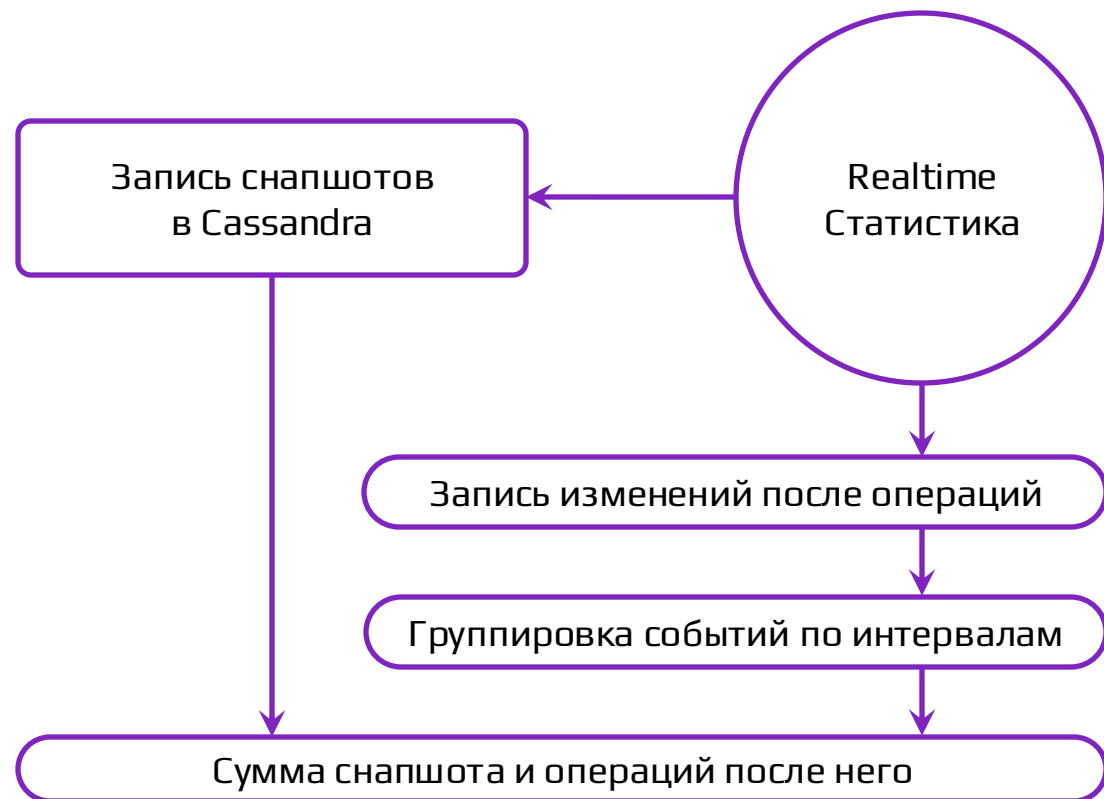 Запись снапшотов
в Cassandra
Realtime
Статистика
Запись изменений после операций
Группировка событий по интервалам
Сумма снапшота и операций после него